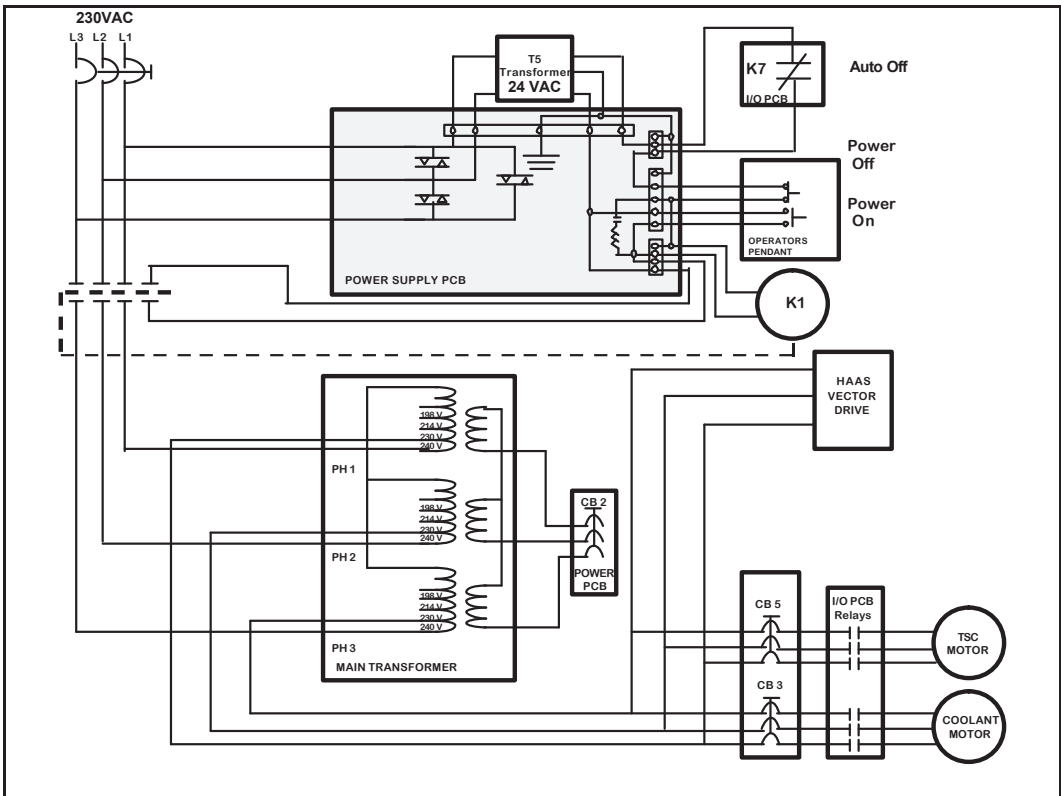 230VAC
L3 L2 L1
T5
Transformer
24 VAC
K7
I/O PCB
Auto Off
Power
Off
Power
On
OPERATORS
PENDANT
POWER SUPPLY PCB
K1
HAAS
VECTOR
DRIVE
198 V
214 V
230 V
240 V
PH 1
198 V
214 V
230 V
240 V
PH 2
198 V
214 V
230 V
240 V
PH 3
MAIN TRANSFORMER
CB 2
POWER
PCB
CB 5
I/O PCB
Relays
TSC
MOTOR
CB 3
COOLANT
MOTOR